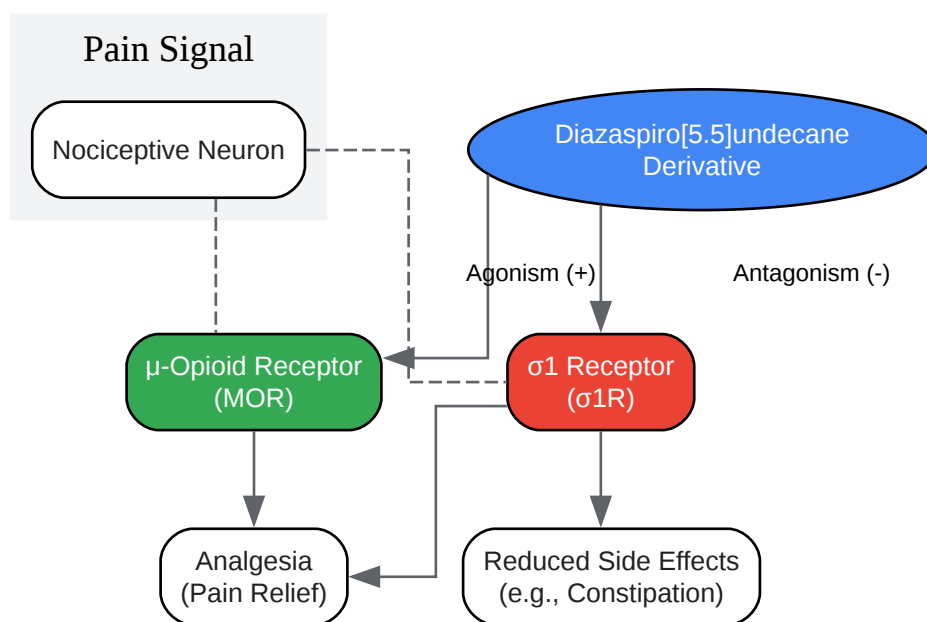 Pain Signal
Nociceptive Neuron
Diazaspiro[5.5]undecane
Derivative
Agonism (+)
Antagonism (-)
μ-Opioid Receptor
(MOR)
σ1 Receptor
(σ1R)
Analgesia
(Pain Relief)
Reduced Side Effects
(e.g., Constipation)